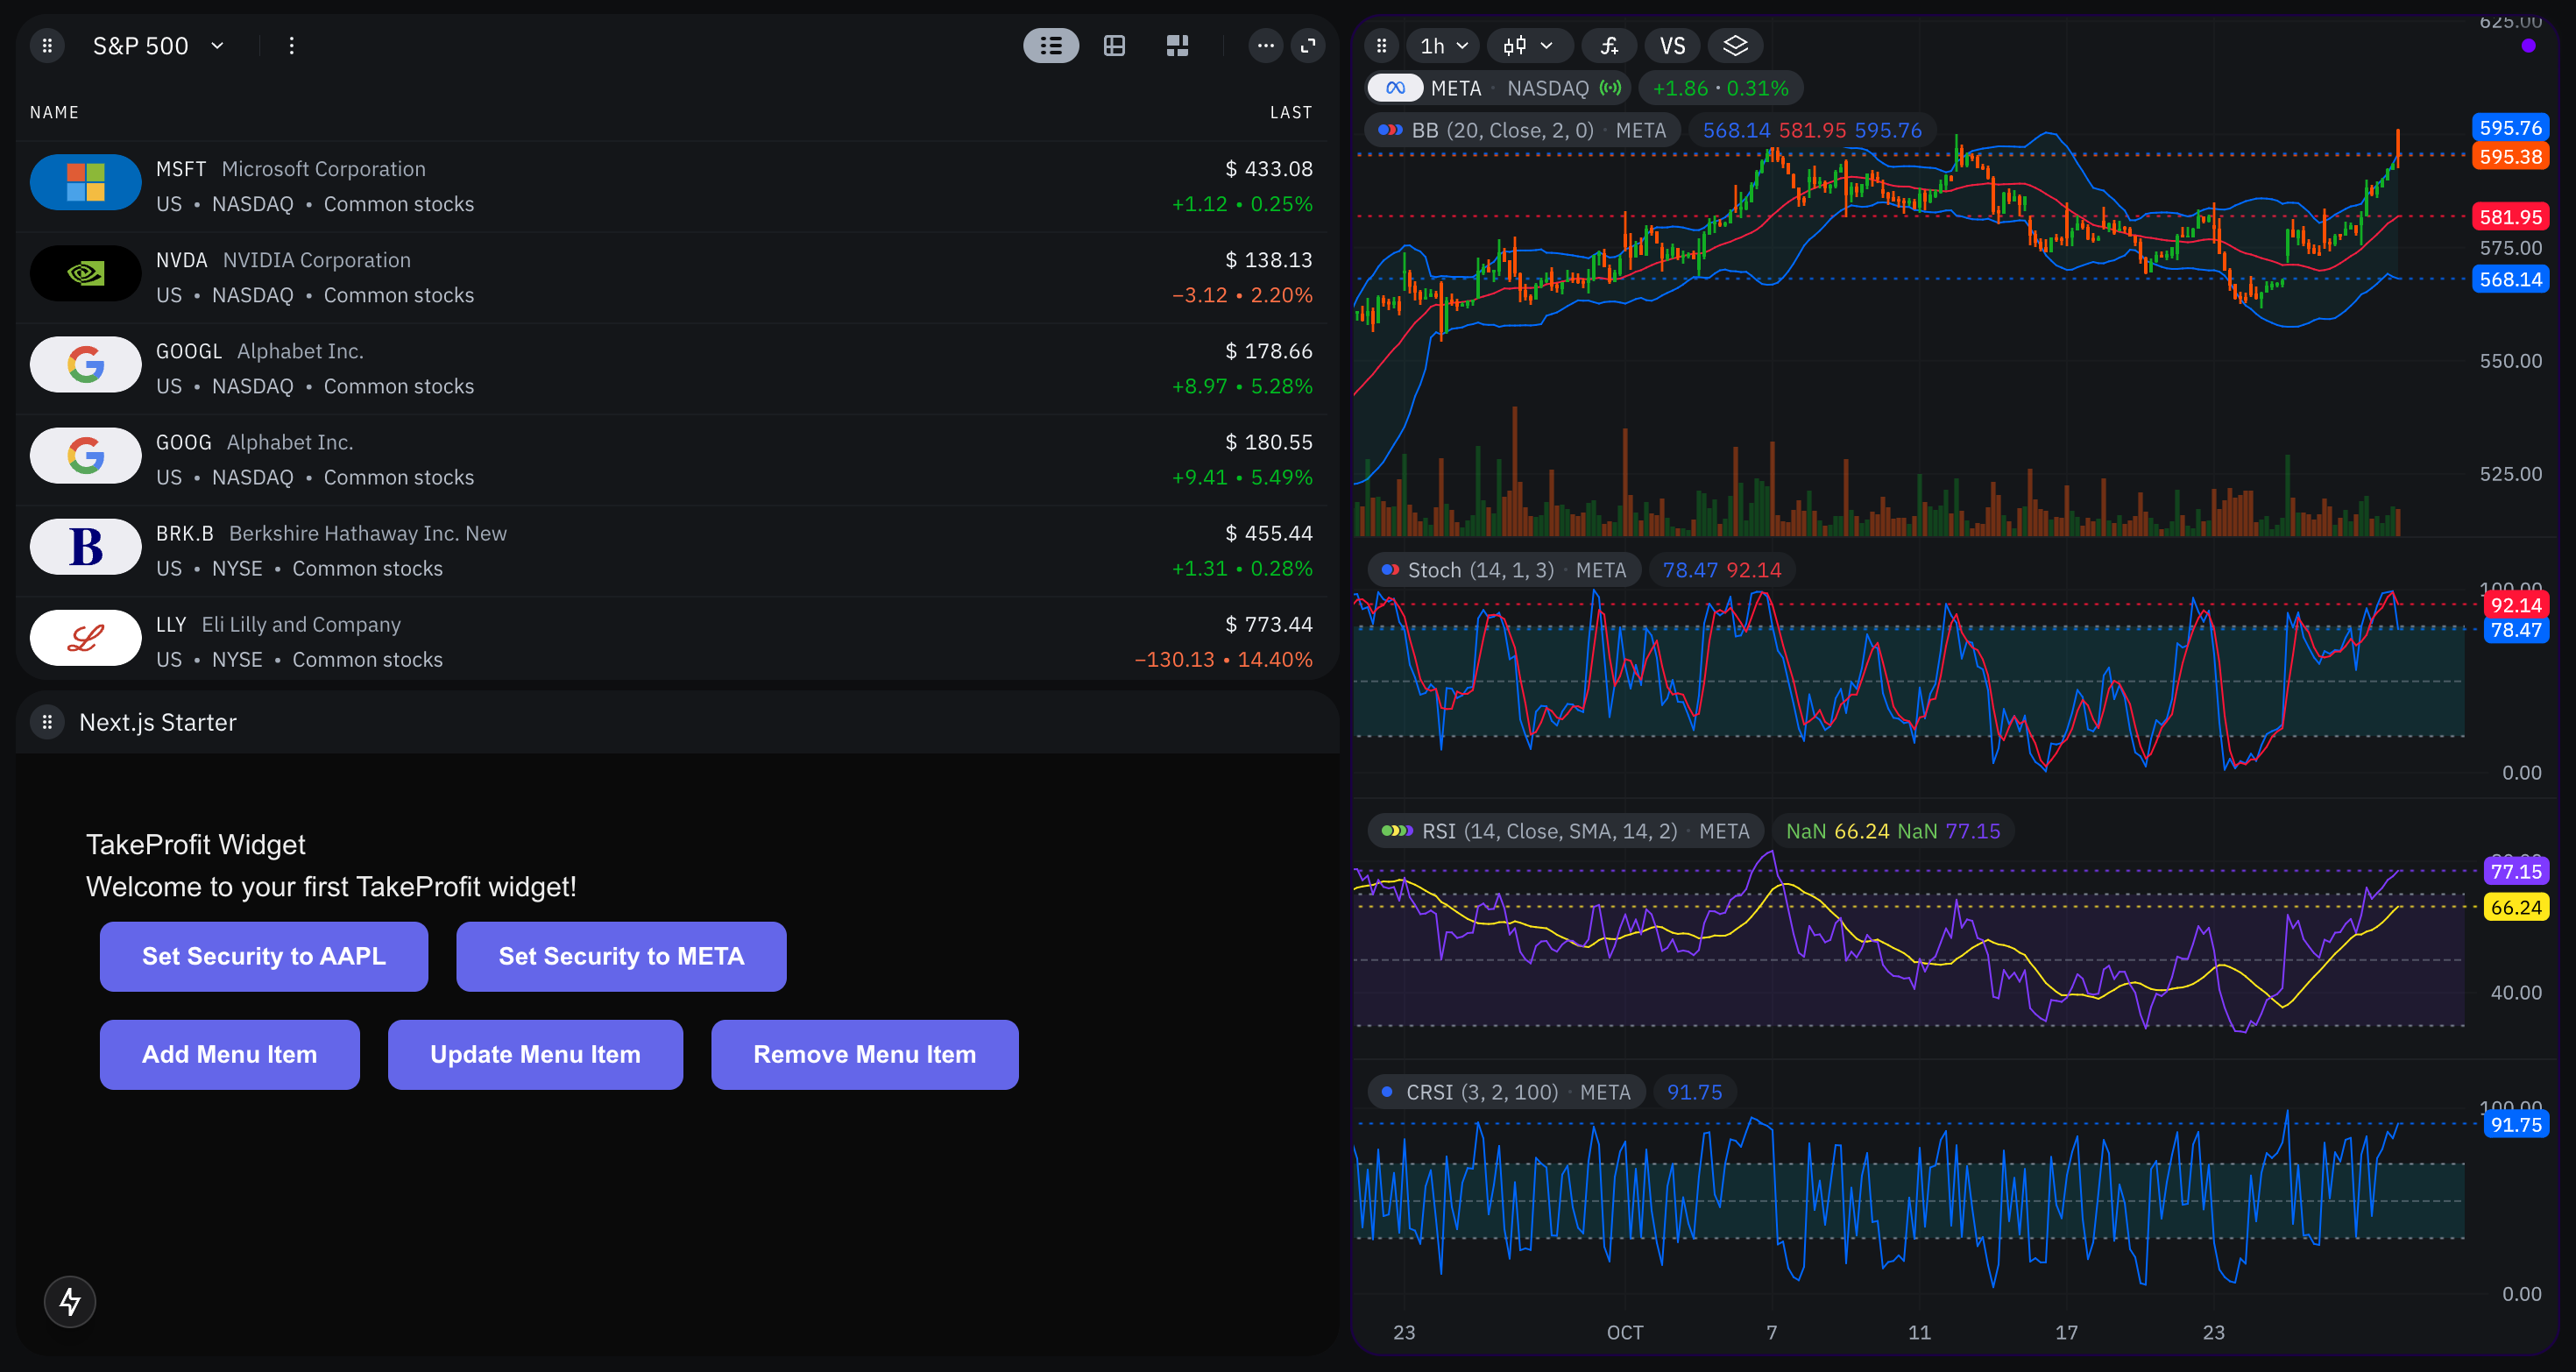 S&P 500
NAME LAST
MSFT Microsoft Corporation $ 433.08
US • NASDAQ • Common stocks +1.12 • 0.25%
NVDA NVIDIA Corporation $ 138.13
US • NASDAQ • Common stocks −3.12 • 2.20%
GOOGL Alphabet Inc. $ 178.66
US • NASDAQ • Common stocks +8.97 • 5.28%
GOOG Alphabet Inc. $ 180.55
US • NASDAQ • Common stocks +9.41 • 5.49%
B
BRK.B Berkshire Hathaway Inc. New $ 455.44
US • NYSE • Common stocks +1.31 • 0.28%
LLY Eli Lilly and Company $ 773.44
US • NYSE • Common stocks −130.13 • 14.40%
Next.js Starter
TakeProfit Widget
Welcome to your first TakeProfit widget!
Set Security to AAPL Set Security to META
Add Menu Item Update Menu Item Remove Menu Item
1h VS
META · NASDAQ +1.86 • 0.31%
BB (20, Close, 2, 0) · META 568.14 581.95 595.76
625.00
595.76
595.38
581.95
575.00
568.14
550.00
525.00
Stoch (14, 1, 3) · META 78.47 92.14
100.00
92.14
78.47
0.00
RSI (14, Close, SMA, 14, 2) · META NaN 66.24 NaN 77.15
77.15
66.24
40.00
CRSI (3, 2, 100) · META 91.75
100.00
91.75
0.00
23 OCT 7 11 17 23